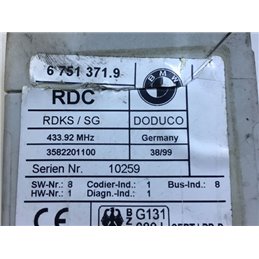 6 751 371.9
BMW
RDC
RDKS / SG DODUCO
433.92 MHz Germany
3582201100 38/99
Serien Nr. 10259
SW-Nr.: 8 Codier-Ind.: 1 Bus-Ind.: 8
HW-Nr.: 1 Diagn.-Ind.: 1
CE B Z G131